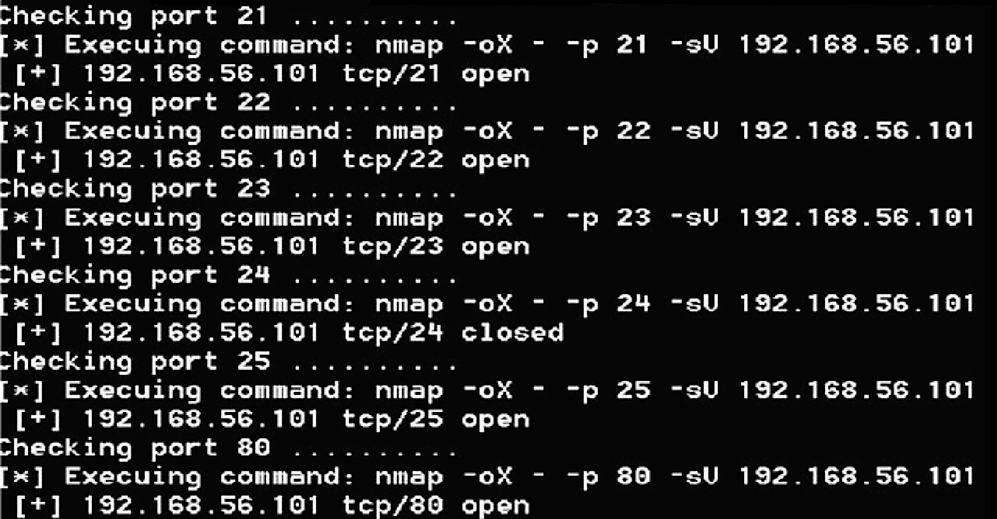 Checking port 21 ..........
[*] Execuing command: nmap -oX - -p 21 -sV 192.168.56.101
[+] 192.168.56.101 tcp/21 open
Checking port 22 ..........
[*] Execuing command: nmap -oX - -p 22 -sV 192.168.56.101
[+] 192.168.56.101 tcp/22 open
Checking port 23 ..........
[*] Execuing command: nmap -oX - -p 23 -sV 192.168.56.101
[+] 192.168.56.101 tcp/23 open
Checking port 24 ..........
[*] Execuing command: nmap -oX - -p 24 -sV 192.168.56.101
[+] 192.168.56.101 tcp/24 closed
Checking port 25 ..........
[*] Execuing command: nmap -oX - -p 25 -sV 192.168.56.101
[+] 192.168.56.101 tcp/25 open
Checking port 80 ..........
[*] Execuing command: nmap -oX - -p 80 -sV 192.168.56.101
[+] 192.168.56.101 tcp/80 open